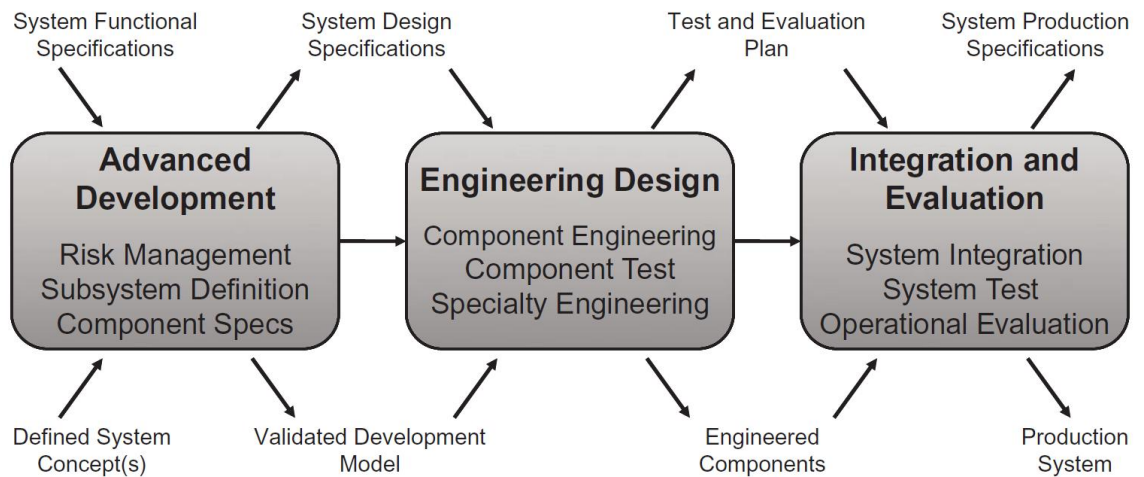 System Functional
Specifications
System Design
Specifications
Test and Evaluation
Plan
System Production
Specifications
Advanced
Development
Risk Management
Subsystem Definition
Component Specs
Engineering Design
Component Engineering
Component Test
Specialty Engineering
Integration and
Evaluation
System Integration
System Test
Operational Evaluation
Defined System
Concept(s)
Validated Development
Model
Engineered
Components
Production
System